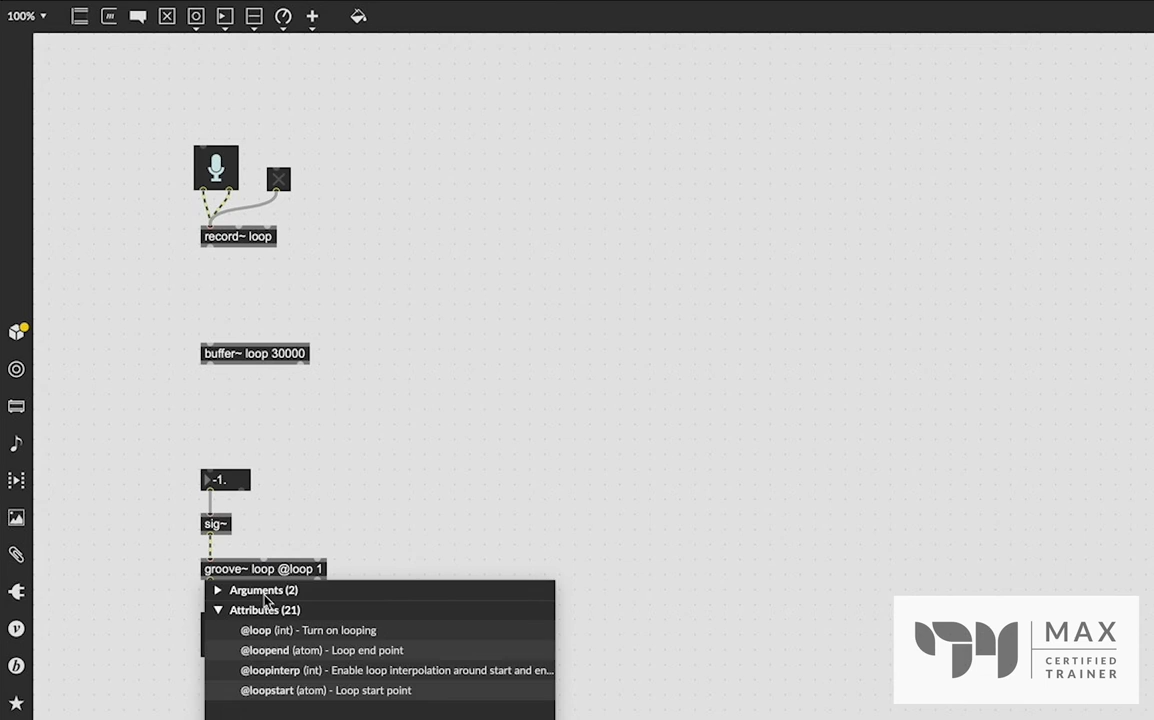 100%
record~ loop
buffer~ loop 30000
-1.
sig~
groove~ loop @loop 1
Arguments (2)
Attributes (21)
@loop (int) - Turn on looping
@loopend (atom) - Loop end point
@loopinterp (int) - Enable loop interpolation around start and en...
@loopstart (atom) - Loop start point
MAX
CERTIFIED
TRAINER